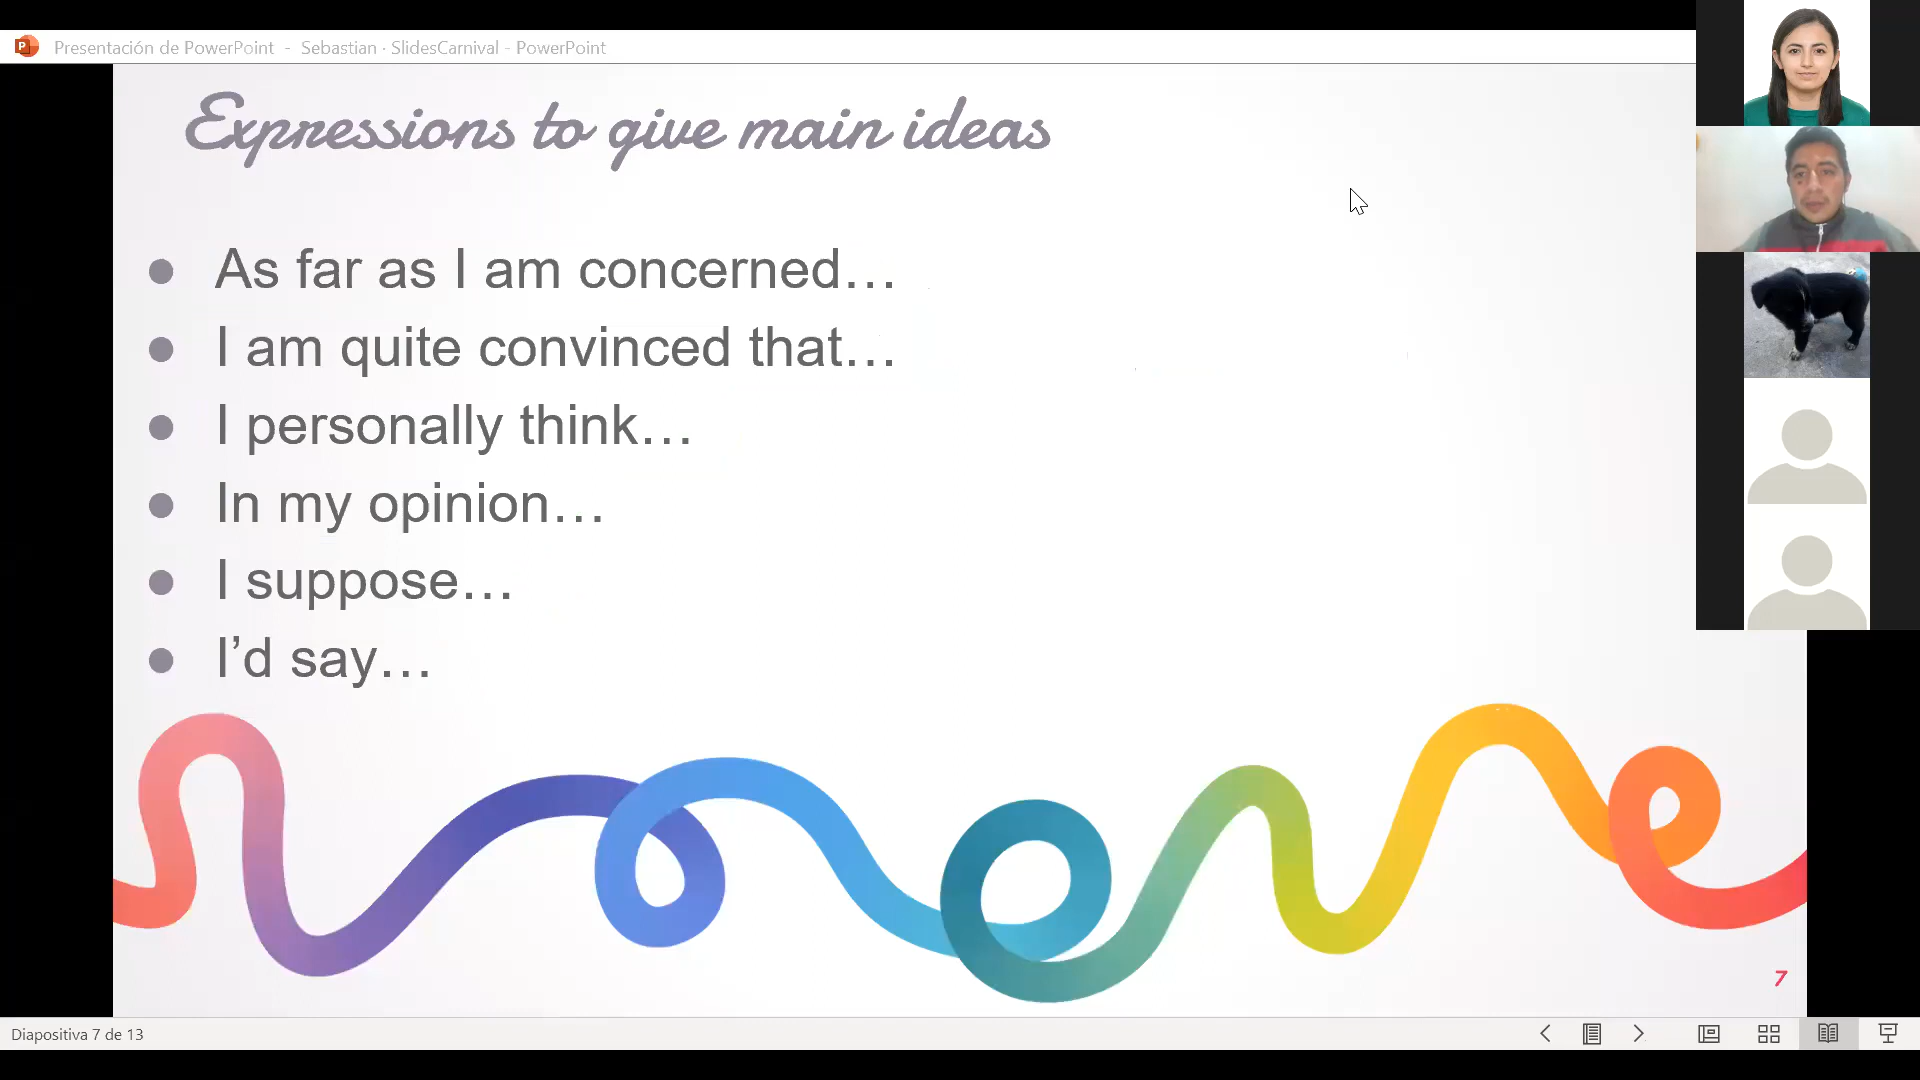 Presentación de PowerPoint - Sebastian · SlidesCarnival - PowerPoint
Expressions to give main ideas
As far as I am concerned…
I am quite convinced that…
I personally think…
In my opinion…
I suppose…
I’d say…
7
Diapositiva 7 de 13